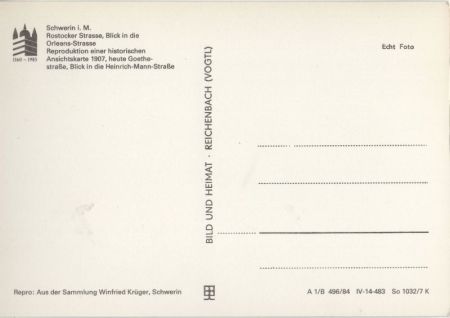 Schwerin i. M.
Rostocker Strasse, Blick in die
Orleans-Strasse
Reproduktion einer historischen
Ansichtskarte 1907, heute Goethe-
straße, Blick in die Heinrich-Mann-Straße
1160 – 1985
Echt Foto
BILD UND HEIMAT · REICHENBACH (VOGTL)
Repro: Aus der Sammlung Winfried Krüger, Schwerin
A 1/B 496/84 IV-14-483 So 1032/7 K